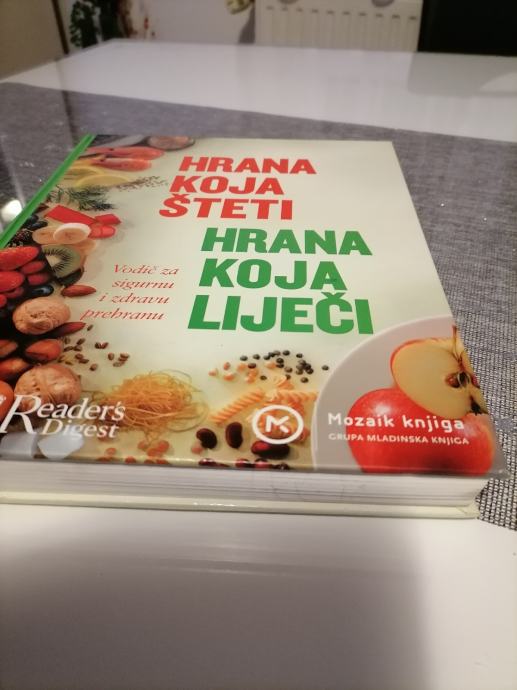 HRANA
KOJA
ŠTETI
HRANA
KOJA
LIJEČI
Vodič za
sigurnu
i zdravu
prehranu
Reader's
Digest
Mozaik knjiga
GRUPA MLADINSKA KNJIGA